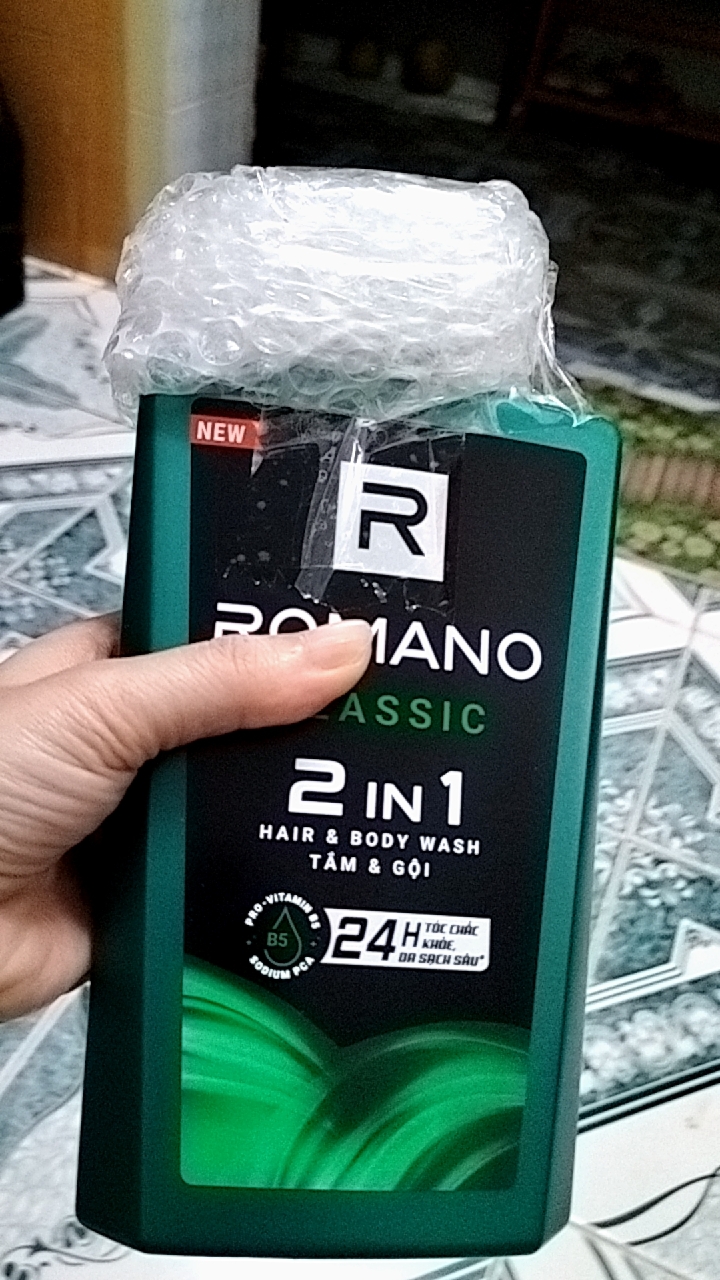 NEW
R
ROMANO
CLASSIC
2 IN 1
HAIR & BODY WASH
TẮM & GỘI
PRO-VITAMIN B5
B5
SODIUM PCA
24H
TÓC CHẮC
KHỎE,
DA SẠCH SÂU*